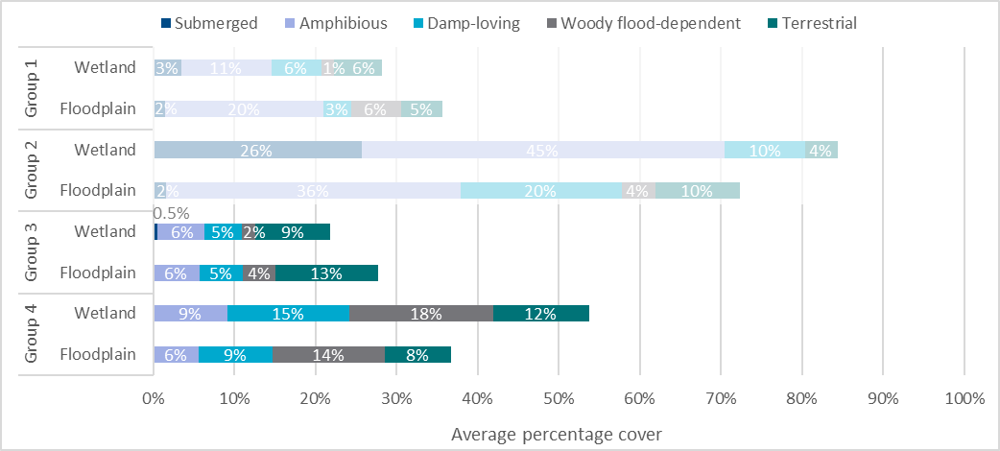 Submerged Amphibious Damp-loving Woody flood-dependent Terrestrial
Group 1
Wetland 3% 11% 6% 1% 6%
Floodplain 2% 20% 3% 6% 5%
Group 2
Wetland 26% 45% 10% 4%
Floodplain 2% 36% 20% 4% 10%
0.5%
Group 3
Wetland 6% 5% 2% 9%
Floodplain 6% 5% 4% 13%
Group 4
Wetland 9% 15% 18% 12%
Floodplain 6% 9% 14% 8%
0% 10% 20% 30% 40% 50% 60% 70% 80% 90% 100%
Average percentage cover